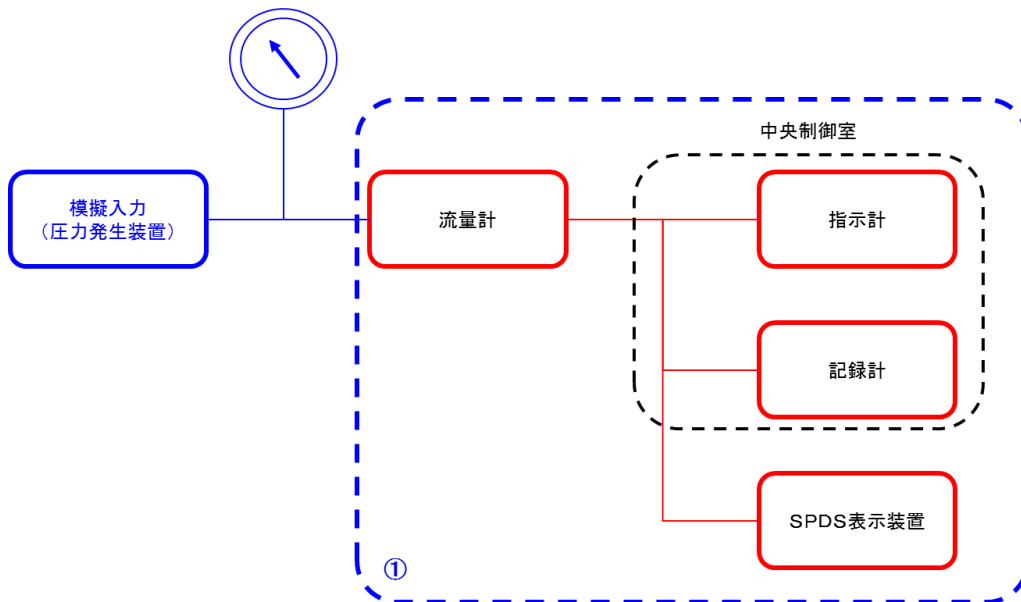 中央制御室
模擬入力
（圧力発生装置）
流量計
指示計
記録計
SPDS表示装置
①